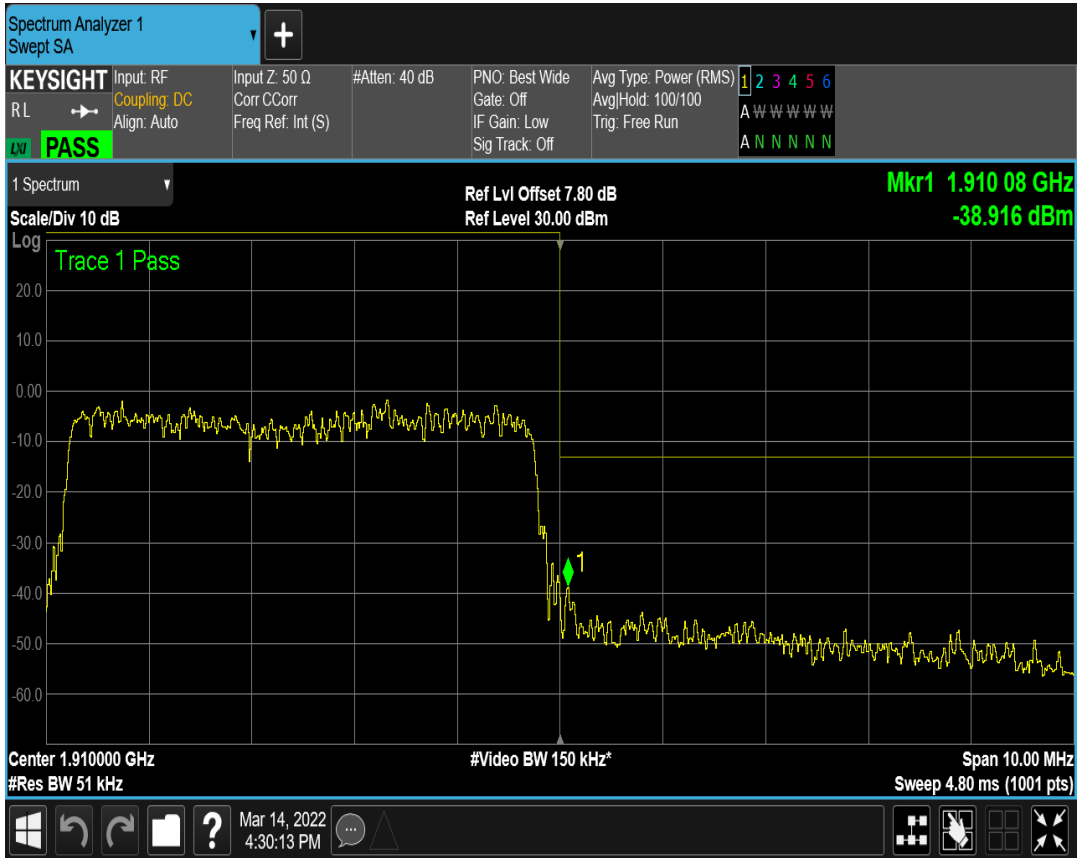 Spectrum Analyzer 1
Swept SA
+
KEYSIGHT
R L
LXI PASS
Input: RF
Coupling: DC
Align: Auto
Input Z: 50 Ω
Corr CCorr
Freq Ref: Int (S)
#Atten: 40 dB
PNO: Best Wide
Gate: Off
IF Gain: Low
Sig Track: Off
Avg Type: Power (RMS)
Avg|Hold: 100/100
Trig: Free Run
1 2 3 4 5 6
A W W W W W
A N N N N N
1 Spectrum
Scale/Div 10 dB
Ref Lvl Offset 7.80 dB
Ref Level 30.00 dBm
Mkr1 1.910 08 GHz
-38.916 dBm
Log
Trace 1 Pass
20.0
10.0
0.00
-10.0
-20.0
-30.0
1
-40.0
-50.0
-60.0
Center 1.910000 GHz
#Res BW 51 kHz
#Video BW 150 kHz*
Span 10.00 MHz
Sweep 4.80 ms (1001 pts)
?
Mar 14, 2022
4:30:13 PM